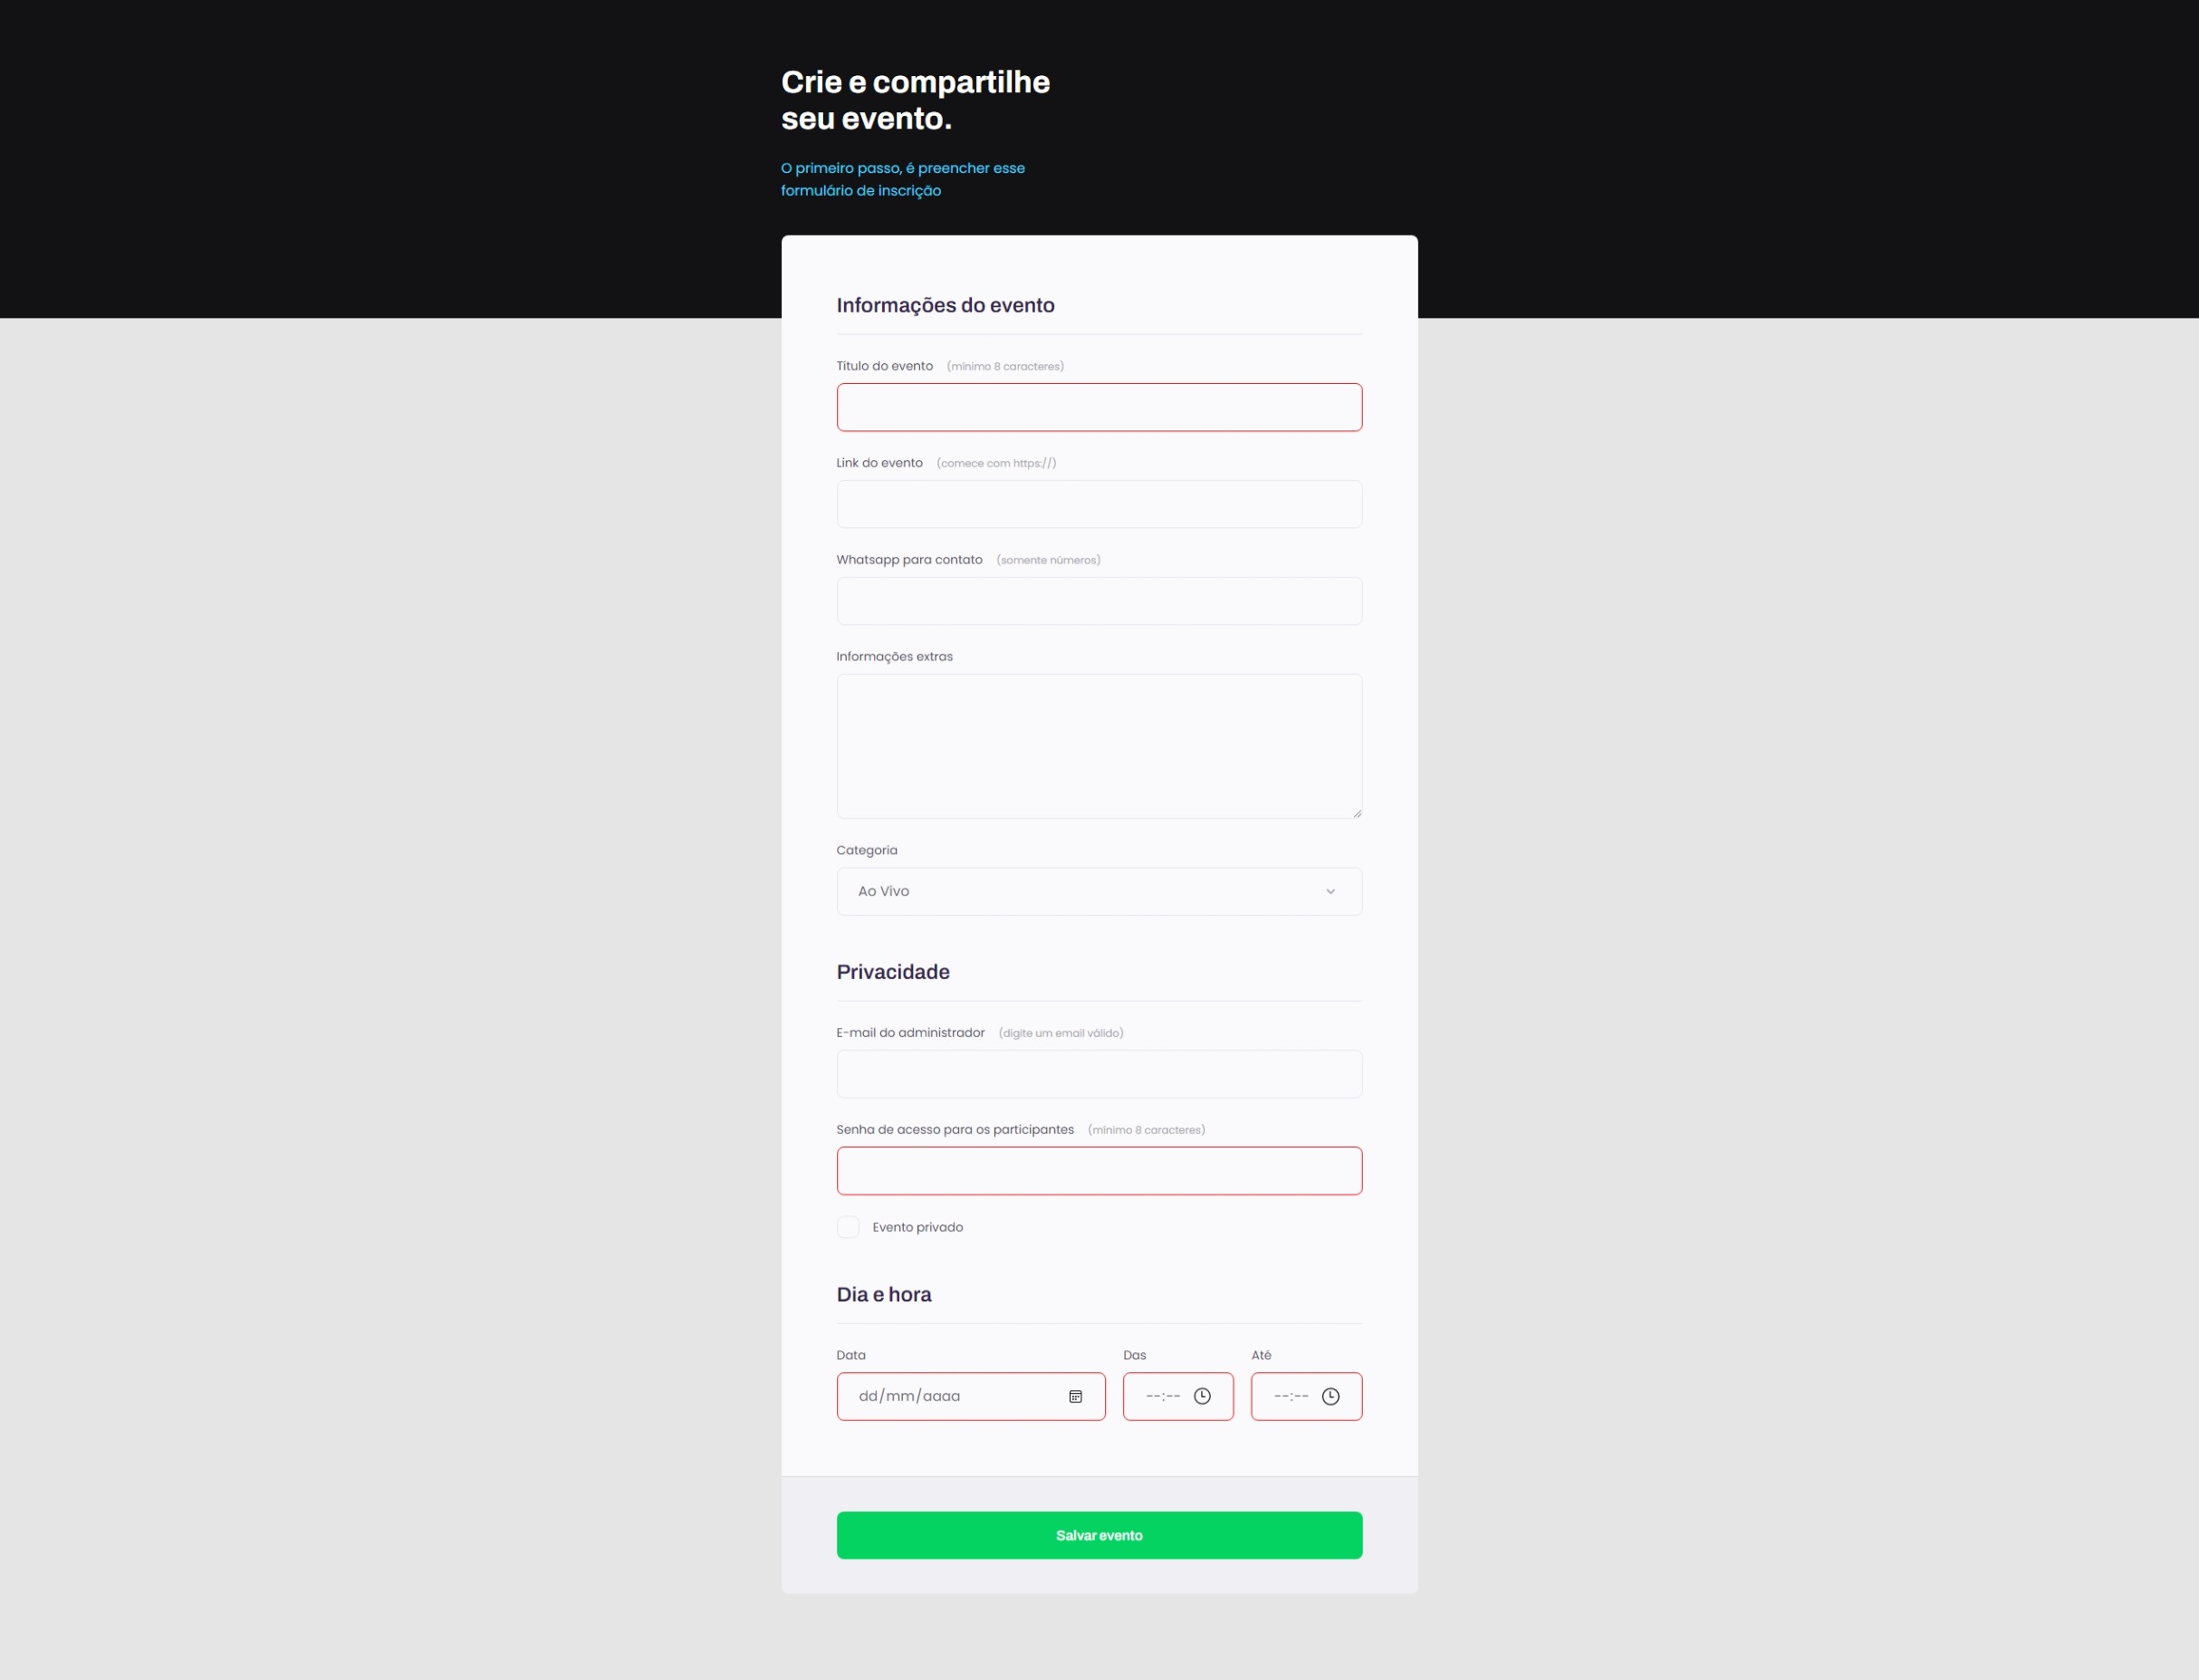 Crie e compartilhe
seu evento.
O primeiro passo, é preencher esse
formulário de inscrição
Informações do evento
Título do evento (mínimo 8 caracteres)
Link do evento (comece com https://)
Whatsapp para contato (somente números)
Informações extras
Categoria
Ao Vivo
Privacidade
E-mail do administrador (digite um email válido)
Senha de acesso para os participantes (mínimo 8 caracteres)
Evento privado
Dia e hora
Data Das Até
dd/mm/aaaa --:-- --:--
Salvar evento